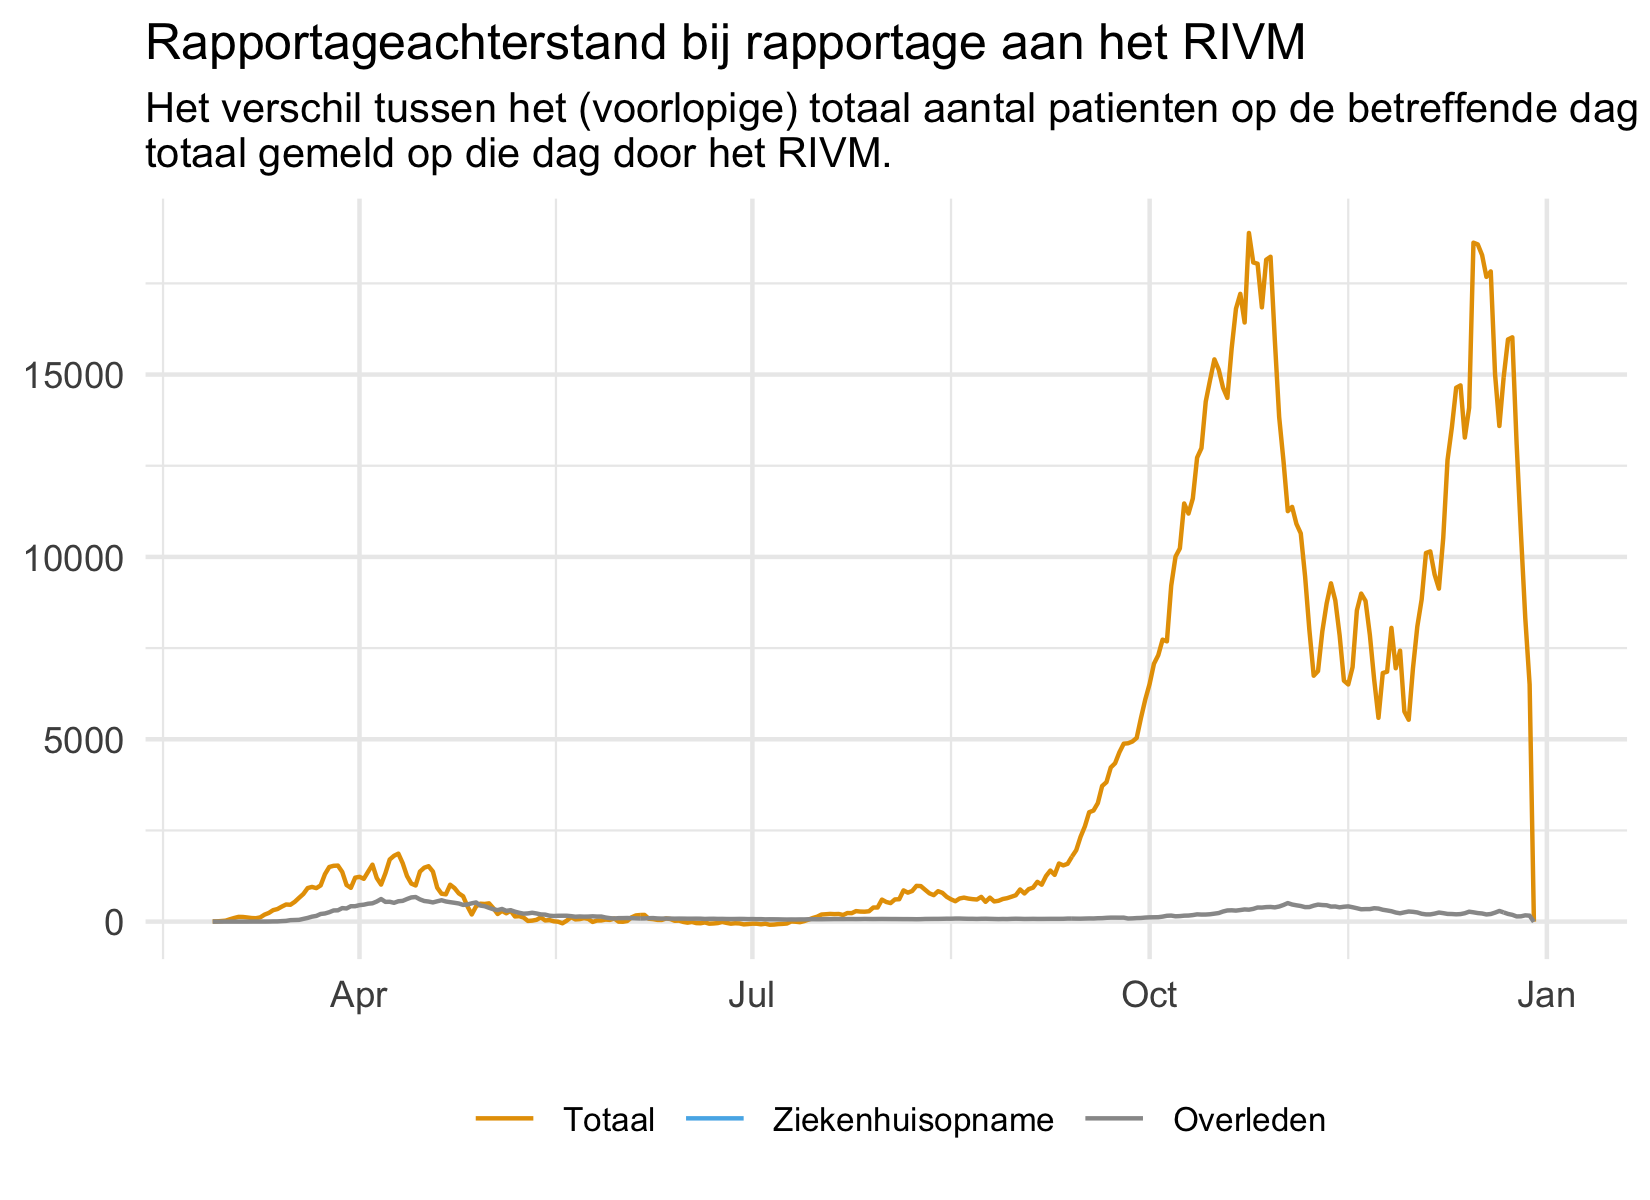 Rapportageachterstand bij rapportage aan het RIVM
Het verschil tussen het (voorlopige) totaal aantal patienten op de betreffende dag
totaal gemeld op die dag door het RIVM.
15000
10000
5000
0
Apr Jul Oct Jan
Totaal Ziekenhuisopname Overleden